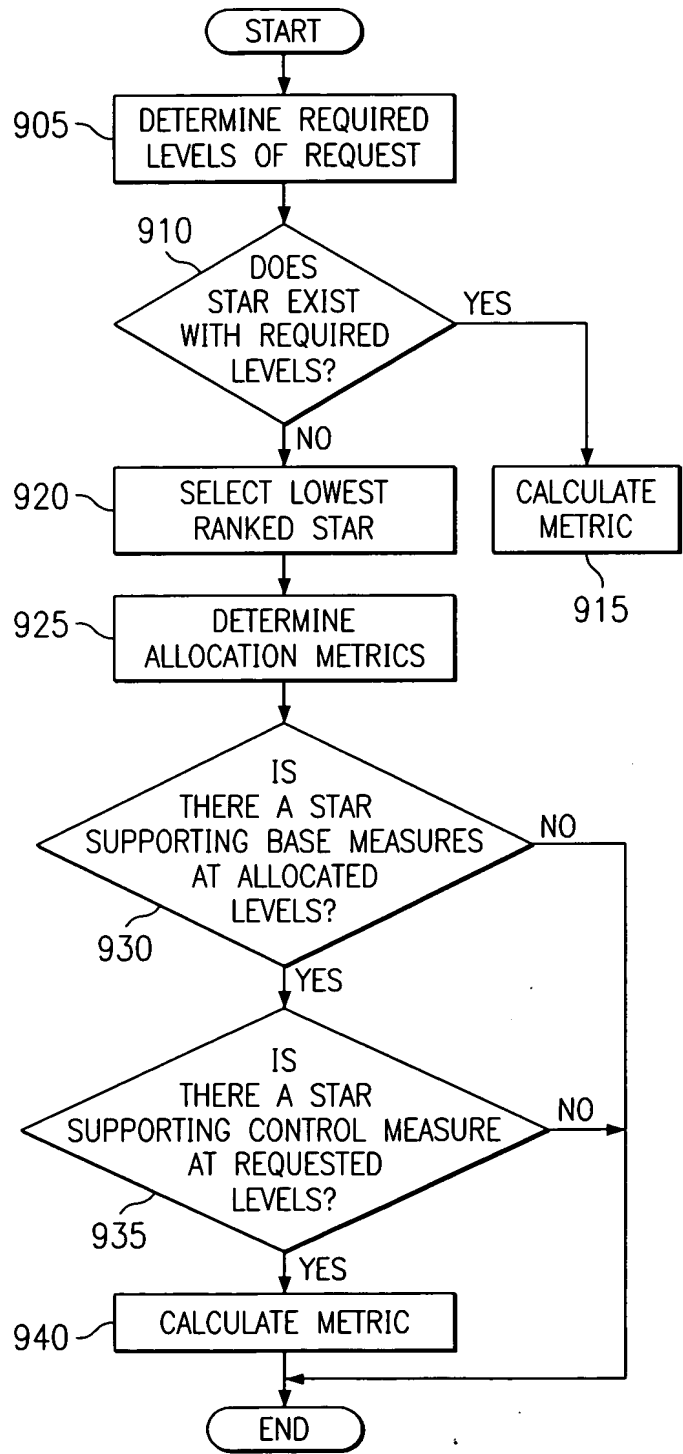 START
905
DETERMINE REQUIRED
LEVELS OF REQUEST
910
DOES
STAR EXIST
WITH REQUIRED
LEVELS?
YES
NO
920
SELECT LOWEST
RANKED STAR
CALCULATE
METRIC
915
925
DETERMINE
ALLOCATION METRICS
IS
THERE A STAR
SUPPORTING BASE MEASURES
AT ALLOCATED
LEVELS?
NO
930
YES
IS
THERE A STAR
SUPPORTING CONTROL MEASURE
AT REQUESTED
LEVELS?
NO
935
YES
940
CALCULATE METRIC
END